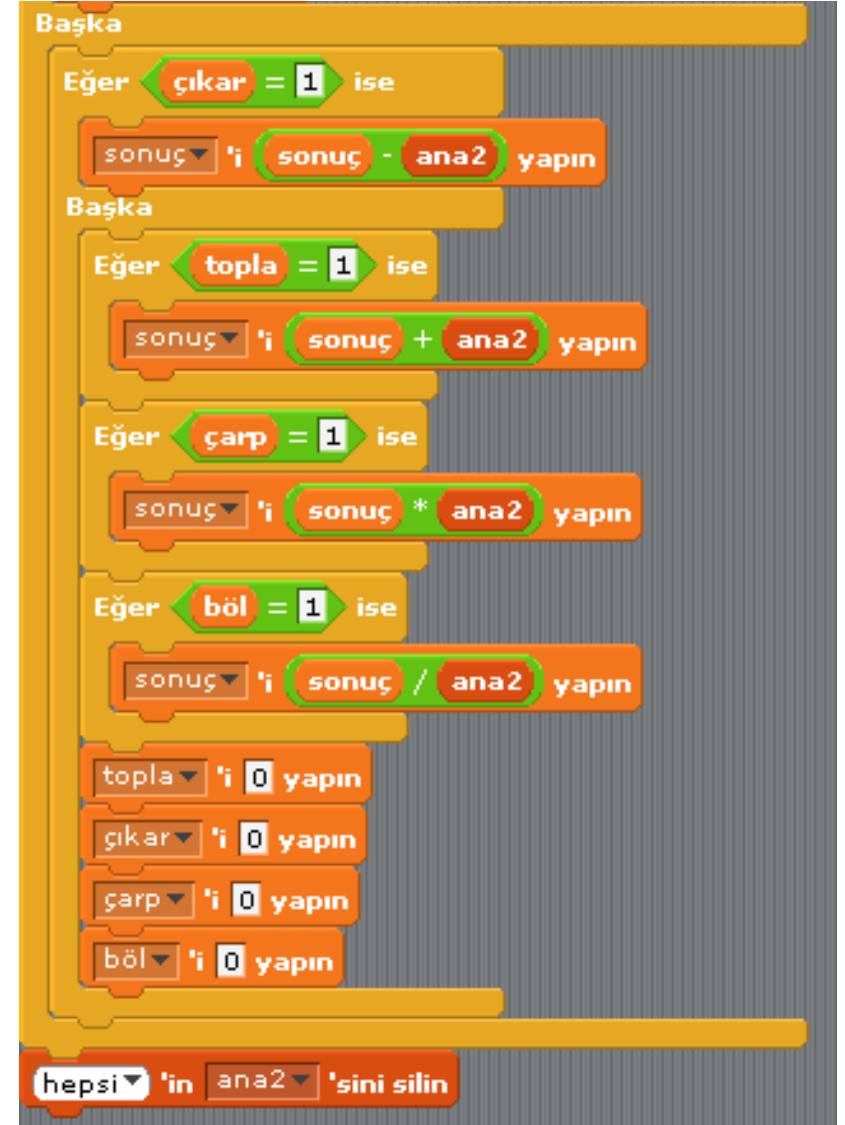 Başka
Eğer çıkar = 1 ise
sonuç 'i sonuç - ana2 yapın
Başka
Eğer topla = 1 ise
sonuç 'i sonuç + ana2 yapın
Eğer çarp = 1 ise
sonuç 'i sonuç * ana2 yapın
Eğer böl = 1 ise
sonuç 'i sonuç / ana2 yapın
topla 'i 0 yapın
çıkar 'i 0 yapın
çarp 'i 0 yapın
böl 'i 0 yapın
hepsi 'in ana2 'sini silin